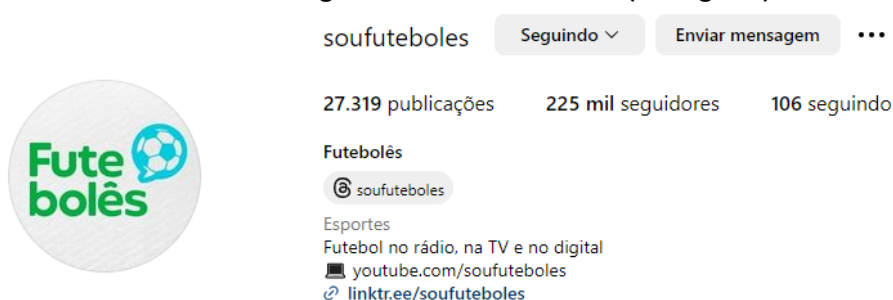 soufuteboles Seguindo Enviar mensagem
27.319 publicações 225 mil seguidores 106 seguindo
Fute
bolês
Futebolês
soufuteboles
Esportes
Futebol no rádio, na TV e no digital
youtube.com/soufuteboles
linktr.ee/soufuteboles